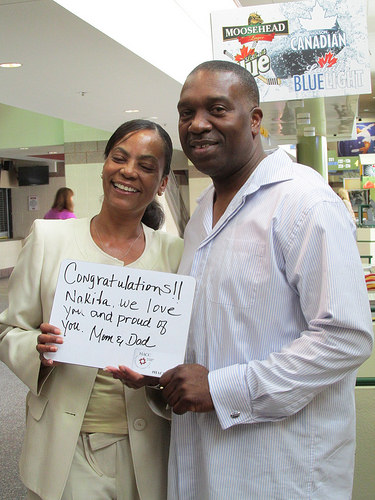 MOOSEHEAD
CANADIAN
BLUE LIGHT
Congratulations!!
Nakita, we love
you and proud of
you. Mom & Dad